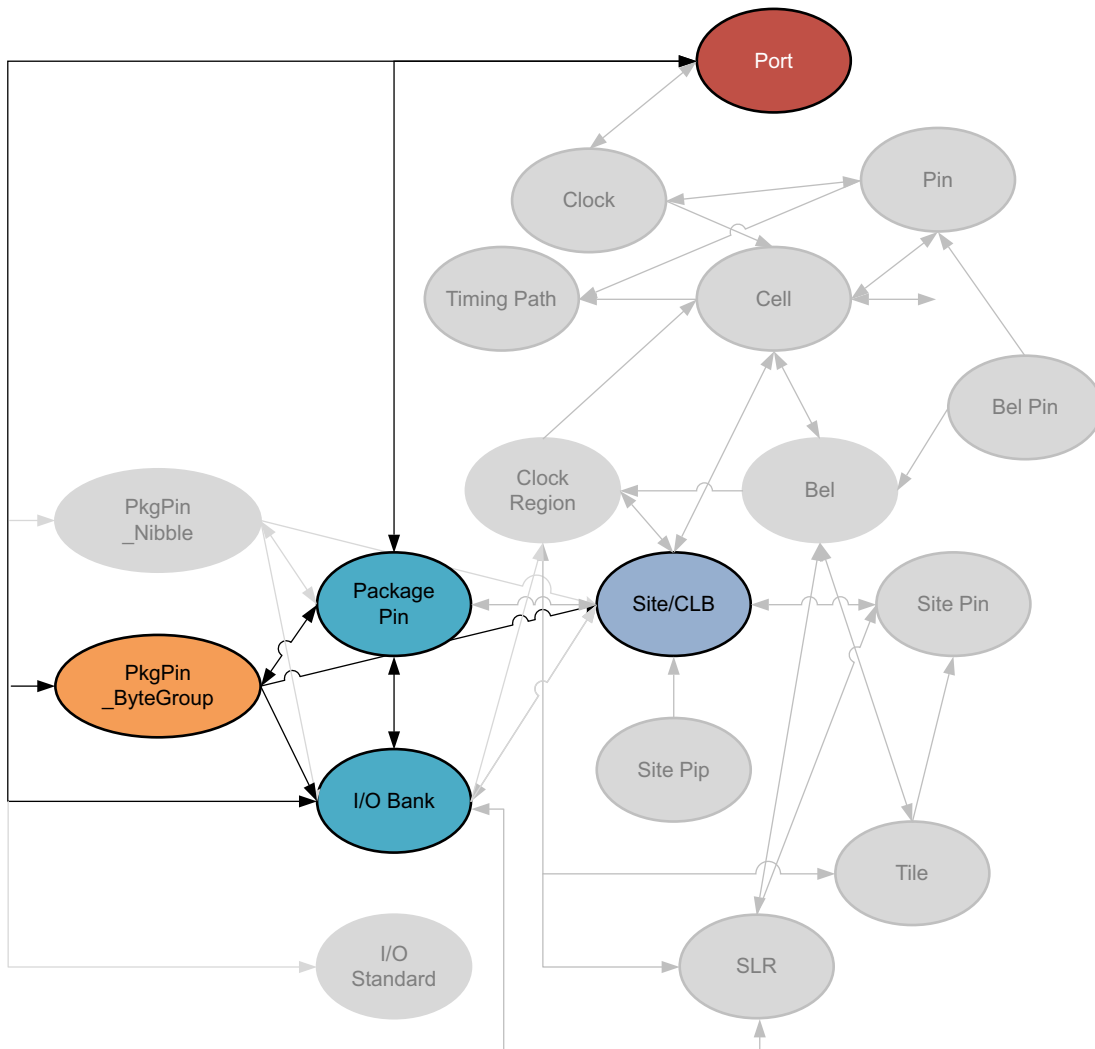 Port
Pin
Clock
Timing Path
Cell
Bel Pin
Clock
Region
Bel
PkgPin
_Nibble
Package
Pin
Site/CLB
Site Pin
PkgPin
_ByteGroup
I/O Bank
Site Pip
Tile
I/O
Standard
SLR